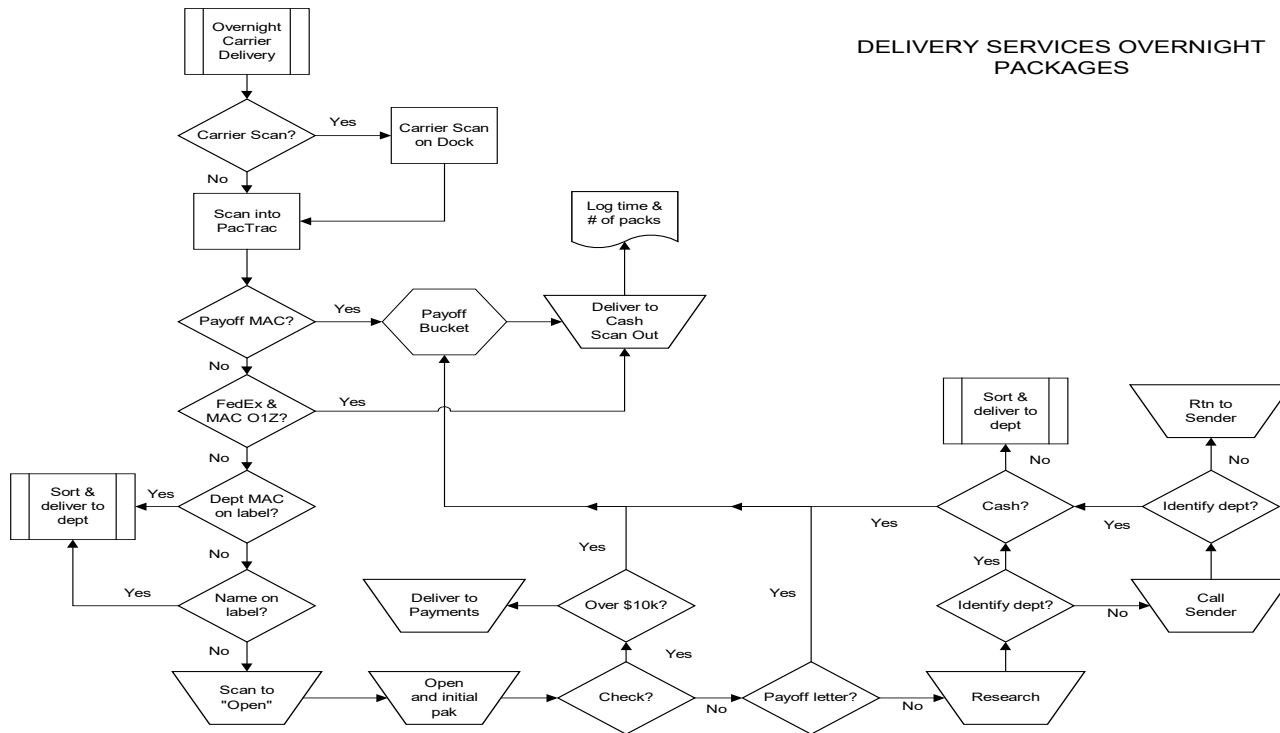 Overnight
Carrier
Delivery
DELIVERY SERVICES OVERNIGHT
PACKAGES
Carrier Scan?
Yes
Carrier Scan
on Dock
No
Scan into
PacTrac
Log time &
# of packs
Payoff MAC?
Yes
Payoff
Bucket
Deliver to
Cash
Scan Out
No
FedEx &
MAC O1Z?
Yes
Sort &
deliver to
dept
Rtn to
Sender
No
No
No
Sort &
deliver to
dept
Yes
Dept MAC
on label?
Cash?
Yes
Identify dept?
Yes
No
Yes
Yes
Name on
label?
Yes
Deliver to
Payments
Over $10k?
Yes
Identify dept?
No
Call
Sender
No
Yes
Scan to
"Open"
Open
and initial
pak
Check?
No
Payoff letter?
No
Research